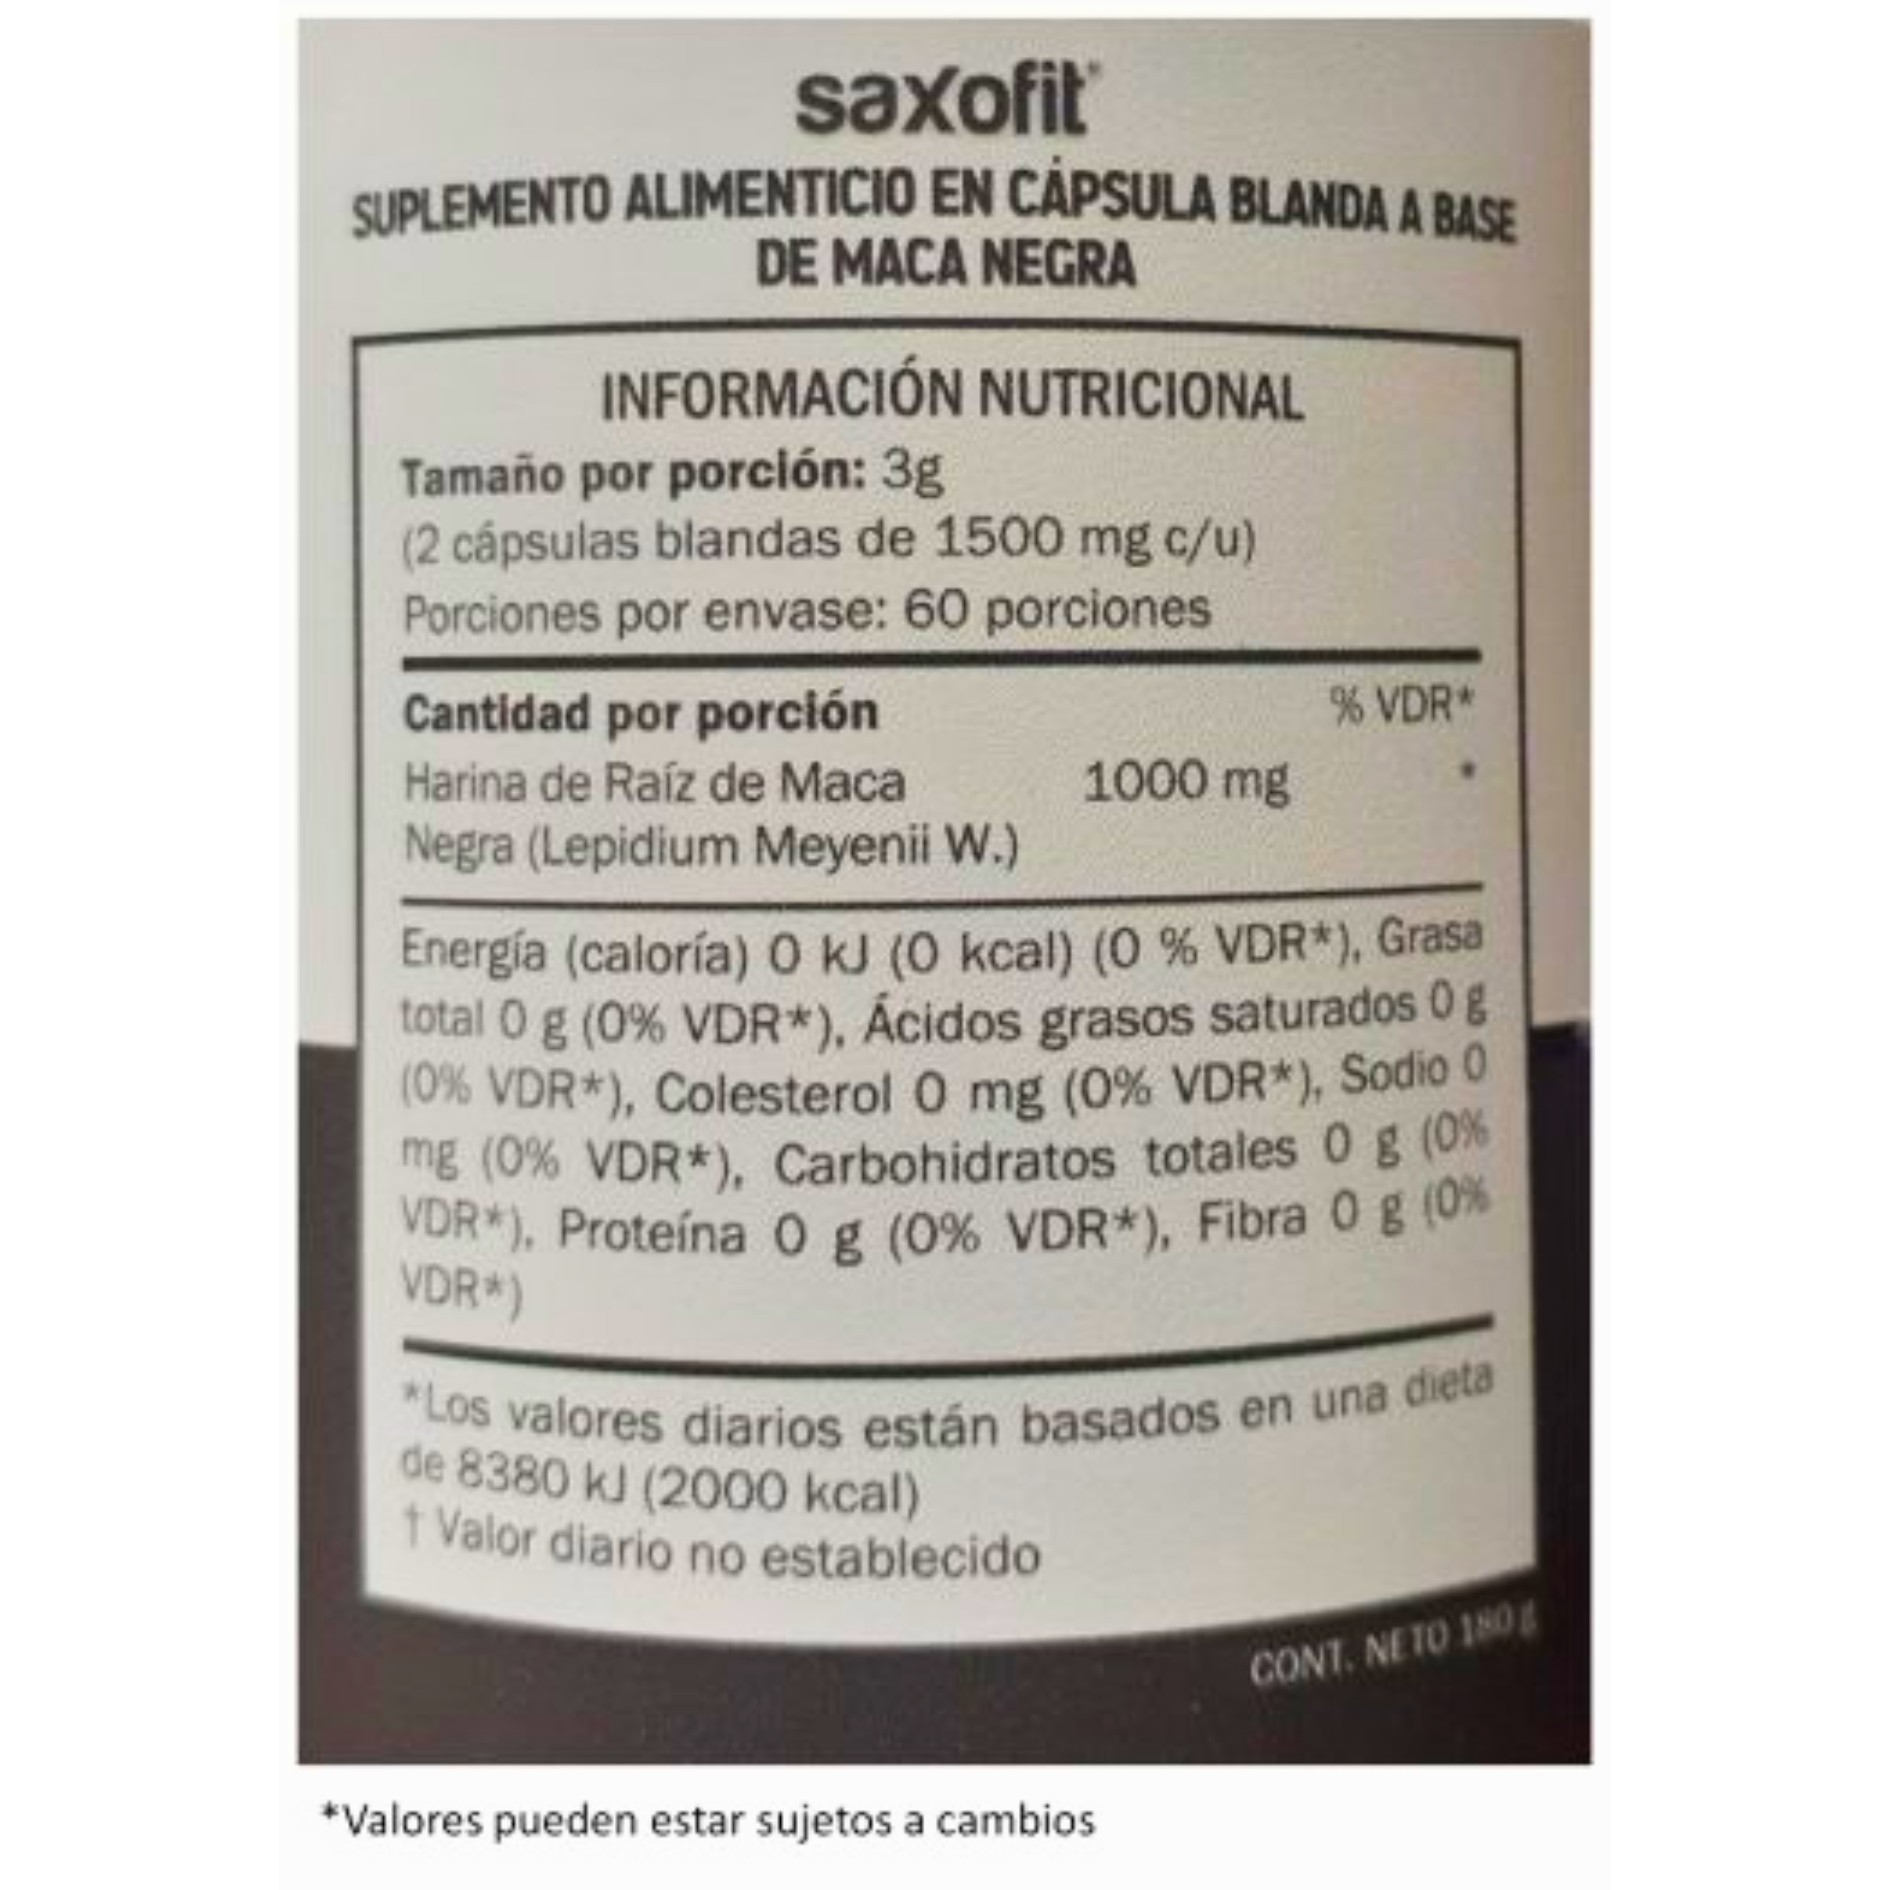 saxofit®
SUPLEMENTO ALIMENTICIO EN CÁPSULA BLANDA A BASE
DE MACA NEGRA
INFORMACIÓN NUTRICIONAL
Tamaño por porción: 3g
(2 cápsulas blandas de 1500 mg c/u)
Porciones por envase: 60 porciones
Cantidad por porción % VDR*
Harina de Raíz de Maca 1000 mg *
Negra (Lepidium Meyenii W.)
Energía (caloría) 0 kJ (0 kcal) (0 % VDR*), Grasa
total 0 g (0% VDR*), Ácidos grasos saturados 0 g
(0% VDR*), Colesterol 0 mg (0% VDR*), Sodio 0
mg (0% VDR*), Carbohidratos totales 0 g (0%
VDR*), Proteína 0 g (0% VDR*), Fibra 0 g (0%
VDR*)
*Los valores diarios están basados en una dieta
de 8380 kJ (2000 kcal)
† Valor diario no establecido
CONT. NETO 180 g
*Valores pueden estar sujetos a cambios